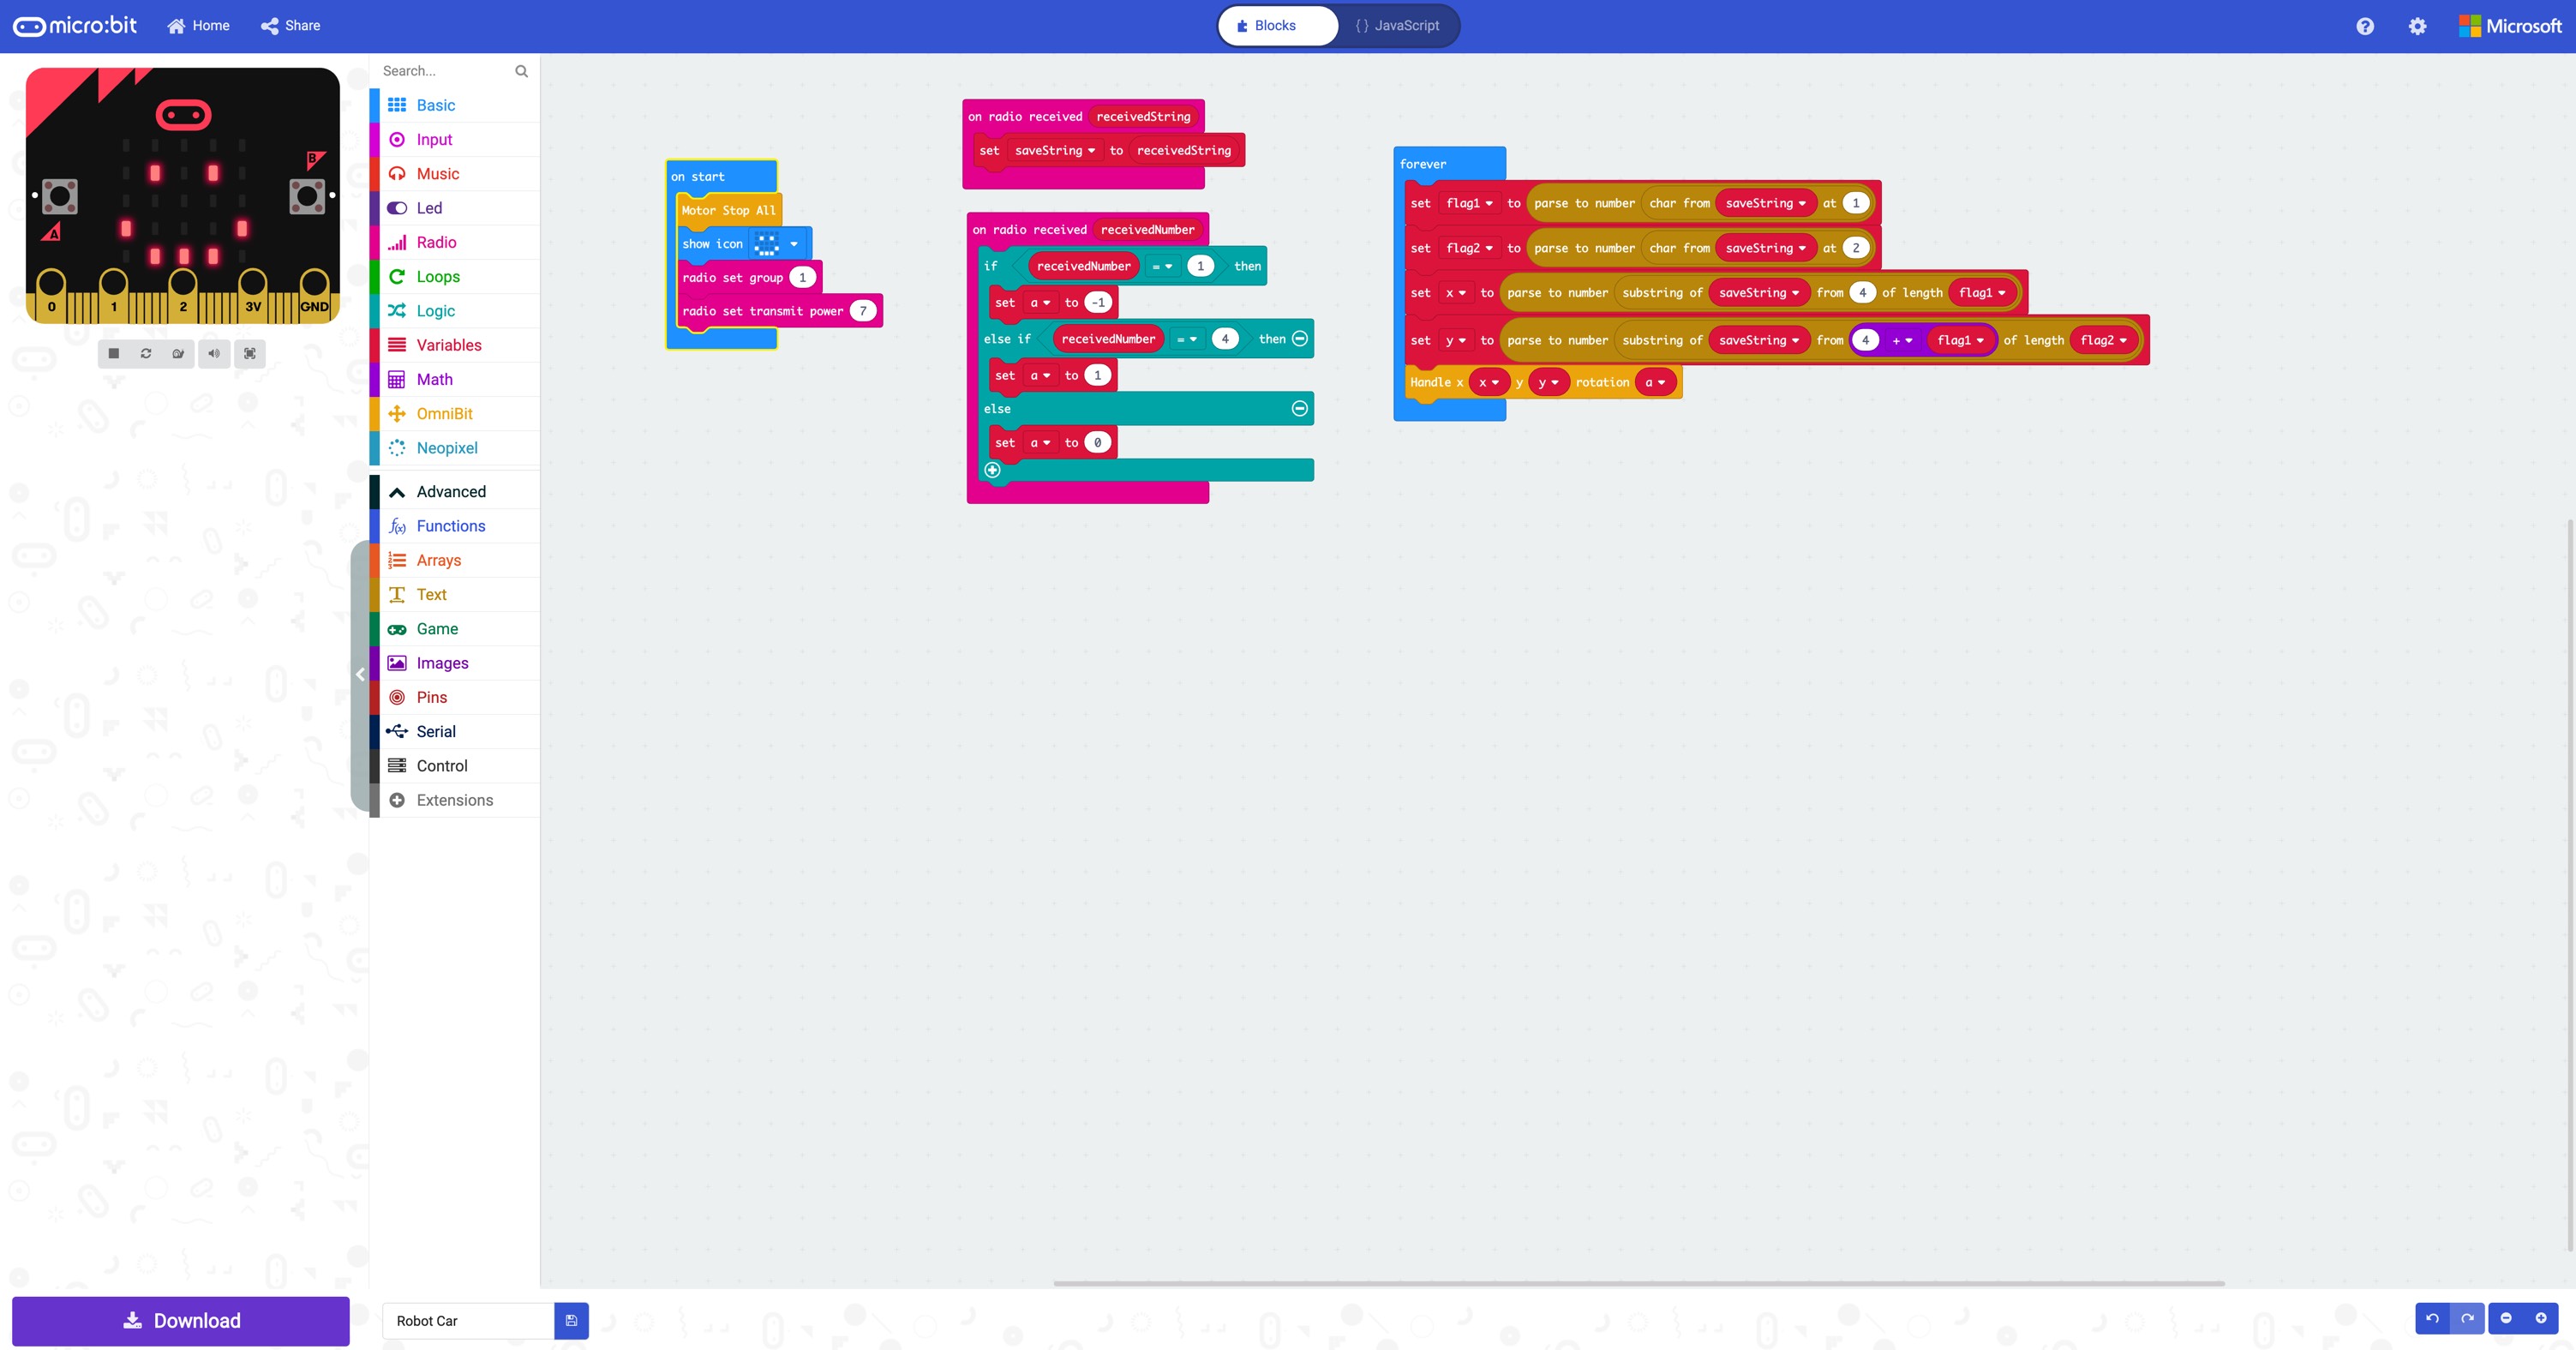 micro:bit Home Share Blocks {} JavaScript Microsoft
B
A
0 1 2 3V GND
Search...
Basic
Input
Music
Led
Radio
Loops
Logic
Variables
Math
OmniBit
Neopixel
Advanced
Functions
Arrays
Text
Game
Images
Pins
Serial
Control
Extensions
on start
Motor Stop All
show icon
radio set group 1
radio set transmit power 7
on radio received receivedString
set saveString to receivedString
on radio received receivedNumber
if receivedNumber = 1 then
set a to -1
else if receivedNumber = 4 then
set a to 1
else
set a to 0
forever
set flag1 to parse to number char from saveString at 1
set flag2 to parse to number char from saveString at 2
set x to parse to number substring of saveString from 4 of length flag1
set y to parse to number substring of saveString from 4 + flag1 of length flag2
Handle x x y y rotation a
Download
Robot Car